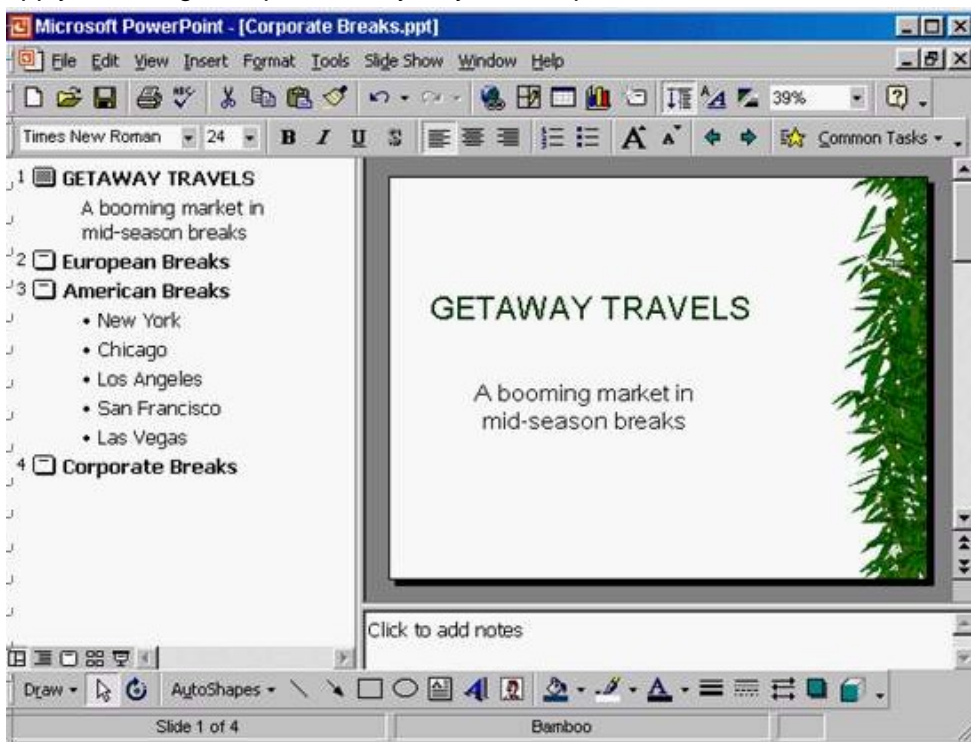 Microsoft PowerPoint - [Corporate Breaks.ppt]
File Edit View Insert Format Tools Slide Show Window Help
39%
Times New Roman 24 B I U S A A Common Tasks
1 GETAWAY TRAVELS
A booming market in
mid-season breaks
2 European Breaks
3 American Breaks
• New York
• Chicago
• Los Angeles
• San Francisco
• Las Vegas
4 Corporate Breaks
GETAWAY TRAVELS
A booming market in
mid-season breaks
Click to add notes
Draw AutoShapes
Slide 1 of 4 Bamboo